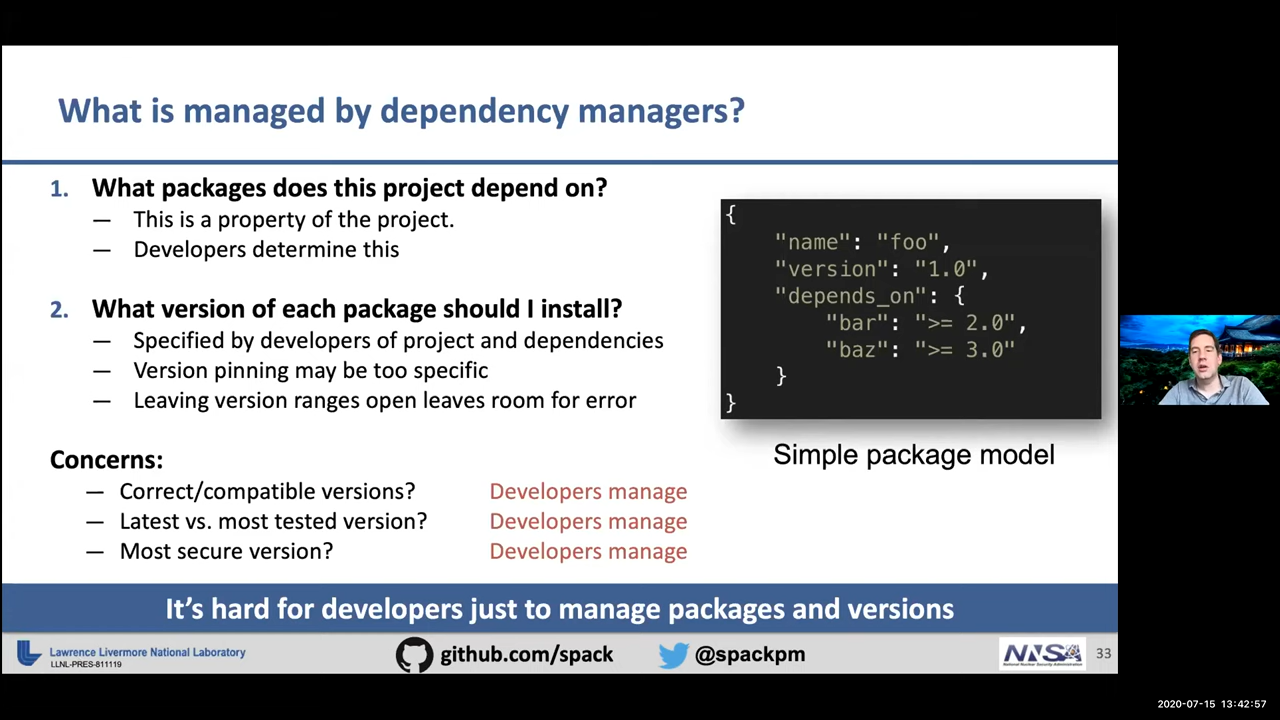 What is managed by dependency managers?
1. What packages does this project depend on?
— This is a property of the project.
— Developers determine this
2. What version of each package should I install?
— Specified by developers of project and dependencies
— Version pinning may be too specific
— Leaving version ranges open leaves room for error
Concerns:
— Correct/compatible versions? Developers manage
— Latest vs. most tested version? Developers manage
— Most secure version? Developers manage
{
"name": "foo",
"version": "1.0",
"depends_on": {
"bar": ">= 2.0",
"baz": ">= 3.0"
}
}
Simple package model
It's hard for developers just to manage packages and versions
Lawrence Livermore National Laboratory
LLNL-PRES-811119
github.com/spack
@spackpm
NNSA
National Nuclear Security Administration
33
2020-07-15 13:42:57